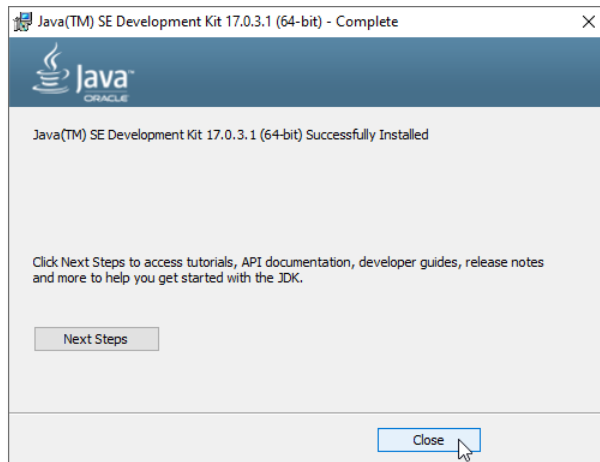 Java(TM) SE Development Kit 17.0.3.1 (64-bit) - Complete
Java™
ORACLE
Java(TM) SE Development Kit 17.0.3.1 (64-bit) Successfully Installed
Click Next Steps to access tutorials, API documentation, developer guides, release notes
and more to help you get started with the JDK.
Next Steps
Close